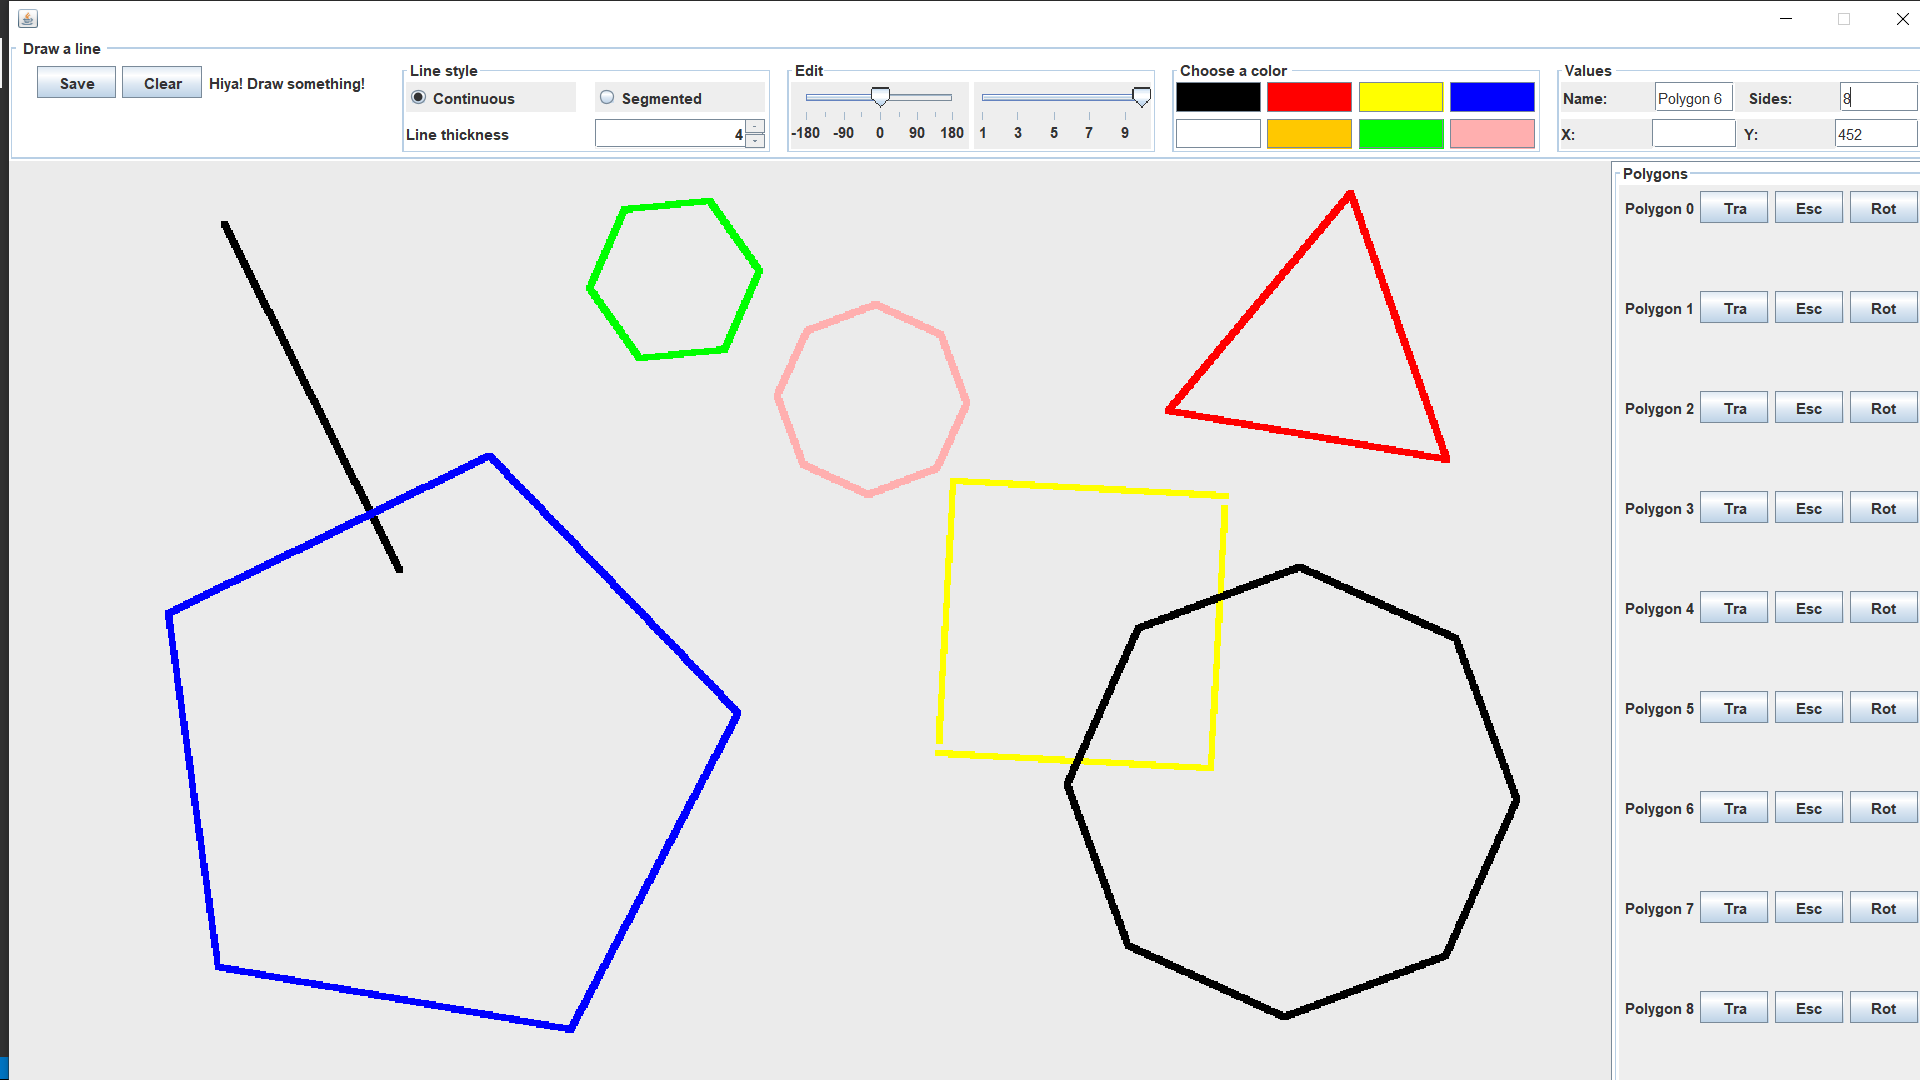 Draw a line
Save Clear Hiya! Draw something!
Line style
Continuous Segmented
Line thickness 4
Edit
-180 -90 0 90 180 1 3 5 7 9
Choose a color
Values
Name: Polygon 6 Sides: 8
X: Y: 452
Polygons
Polygon 0 Tra Esc Rot
Polygon 1 Tra Esc Rot
Polygon 2 Tra Esc Rot
Polygon 3 Tra Esc Rot
Polygon 4 Tra Esc Rot
Polygon 5 Tra Esc Rot
Polygon 6 Tra Esc Rot
Polygon 7 Tra Esc Rot
Polygon 8 Tra Esc Rot